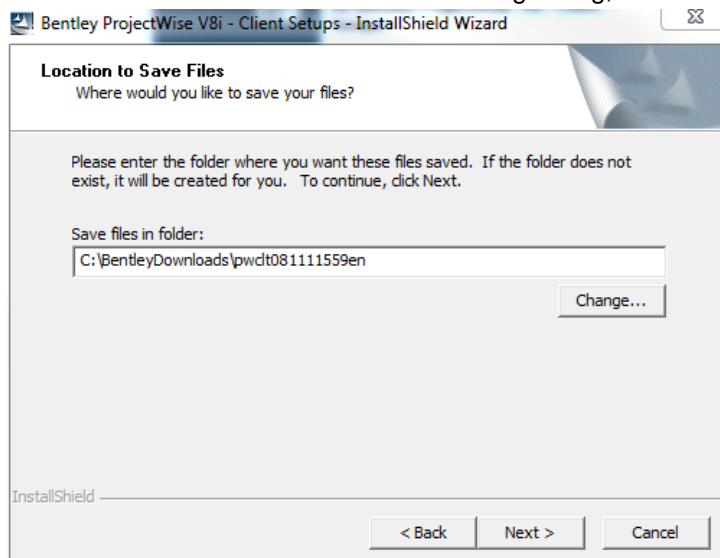 Bentley ProjectWise V8i - Client Setups - InstallShield Wizard
Location to Save Files
Where would you like to save your files?
Please enter the folder where you want these files saved. If the folder does not
exist, it will be created for you. To continue, click Next.
Save files in folder:
C:\BentleyDownloads\pwclt081111559en
Change...
InstallShield
< Back
Next >
Cancel